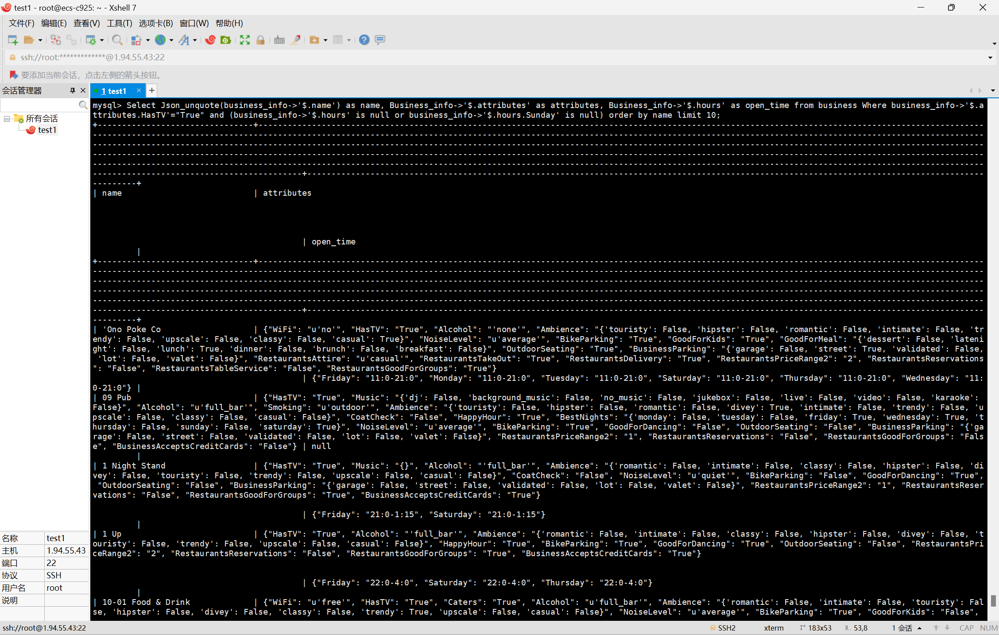 test1 - root@ecs-c925: ~ - Xshell 7
文件(F) 编辑(E) 查看(V) 工具(T) 选项卡(B) 窗口(W) 帮助(H)
ssh://root:*************@1.94.55.43:22
要添加当前会话，点击左侧的箭头按钮。
会话管理器
1 test1
所有会话
test1
mysql> Select Json_unquote(business_info->'$.name') as name, Business_info->'$.attributes' as attributes, Business_info->'$.hours' as open_time from business Where business_info->'$.a
ttributes.HasTV'="True" and (business_info->'$.hours' is null or business_info->'$.hours.Sunday' is null) order by name limit 10;
| name | attributes
| open_time
|
| 'Ono Poke Co | {"WiFi": "u'no'", "HasTV": "True", "Alcohol": "'none'", "Ambience": "{'touristy': False, 'hipster': False, 'romantic': False, 'intimate': False, 'tr
endy': False, 'upscale': False, 'classy': False, 'casual': True}", "NoiseLevel": "u'average'", "BikeParking": "True", "GoodForKids": "True", "GoodForMeal": "{'dessert': False, 'lateni
ght': False, 'lunch': True, 'dinner': False, 'brunch': False, 'breakfast': False}", "OutdoorSeating": "True", "BusinessParking": "{'garage': False, 'street': True, 'validated': False,
'lot': False, 'valet': False}", "RestaurantsAttire": "u'casual'", "RestaurantsTakeOut": "True", "RestaurantsDelivery": "True", "RestaurantsPriceRange2": "2", "RestaurantsReservations
": "False", "RestaurantsTableService": "False", "RestaurantsGoodForGroups": "True"}
| {"Friday": "11:0-21:0", "Monday": "11:0-21:0", "Tuesday": "11:0-21:0", "Saturday": "11:0-21:0", "Thursday": "11:0-21:0", "Wednesday": "11:
0-21:0"} |
| 09 Pub | {"HasTV": "True", "Music": "{'dj': False, 'background_music': False, 'no_music': False, 'jukebox': False, 'live': False, 'video': False, 'karaoke':
False}", "Alcohol": "u'full_bar'", "Smoking": "u'outdoor'", "Ambience": "{'touristy': False, 'hipster': False, 'romantic': False, 'divey': True, 'intimate': False, 'trendy': False, 'u
pscale': False, 'classy': False, 'casual': False}", "CoatCheck": "False", "HappyHour": "True", "BestNights": "{'monday': False, 'tuesday': False, 'friday': True, 'wednesday': True, 't
hursday': False, 'sunday': False, 'saturday': True}", "NoiseLevel": "u'average'", "BikeParking": "True", "GoodForDancing": "False", "OutdoorSeating": "False", "BusinessParking": "{'ga
rage': False, 'street': False, 'validated': False, 'lot': False, 'valet': False}", "RestaurantsPriceRange2": "1", "RestaurantsReservations": "False", "RestaurantsGoodForGroups": "Fals
e", "BusinessAcceptsCreditCards": "False"} | null
|
| 1 Night Stand | {"HasTV": "True", "Music": "{}", "Alcohol": "'full_bar'", "Ambience": "{'romantic': False, 'intimate': False, 'classy': False, 'hipster': False, 'di
vey': False, 'touristy': False, 'trendy': False, 'upscale': False, 'casual': False}", "CoatCheck": "False", "NoiseLevel": "u'quiet'", "BikeParking": "False", "GoodForDancing": "True",
"OutdoorSeating": "False", "BusinessParking": "{'garage': False, 'street': False, 'validated': False, 'lot': False, 'valet': False}", "RestaurantsPriceRange2": "1", "RestaurantsReser
vations": "False", "RestaurantsGoodForGroups": "True", "BusinessAcceptsCreditCards": "True"}
| {"Friday": "21:0-1:15", "Saturday": "21:0-1:15"}
|
| 1 Up | {"HasTV": "True", "Alcohol": "'full_bar'", "Ambience": "{'romantic': False, 'intimate': False, 'classy': False, 'hipster': False, 'divey': False, 't
ouristy': False, 'trendy': False, 'upscale': False, 'casual': False}", "HappyHour": "True", "BikeParking": "True", "GoodForDancing": "True", "OutdoorSeating": "False", "RestaurantsPri
ceRange2": "2", "RestaurantsReservations": "False", "RestaurantsGoodForGroups": "True", "BusinessAcceptsCreditCards": "True"}
| {"Friday": "22:0-4:0", "Saturday": "22:0-4:0", "Thursday": "22:0-4:0"}
|
| 10-01 Food & Drink | {"WiFi": "u'free'", "HasTV": "True", "Caters": "True", "Alcohol": "u'full_bar'", "Ambience": "{'romantic': False, 'intimate': False, 'touristy': Fal
se, 'hipster': False, 'divey': False, 'classy': False, 'trendy': True, 'upscale': False, 'casual': False}", "NoiseLevel": "u'average'", "BikeParking": "True", "GoodForKids": "False",
名称 test1
主机 1.94.55.43
端口 22
协议 SSH
用户名 root
说明
ssh://root@1.94.55.43:22 SSH2 xterm 183x53 53,8 1 会话 CAP NUM